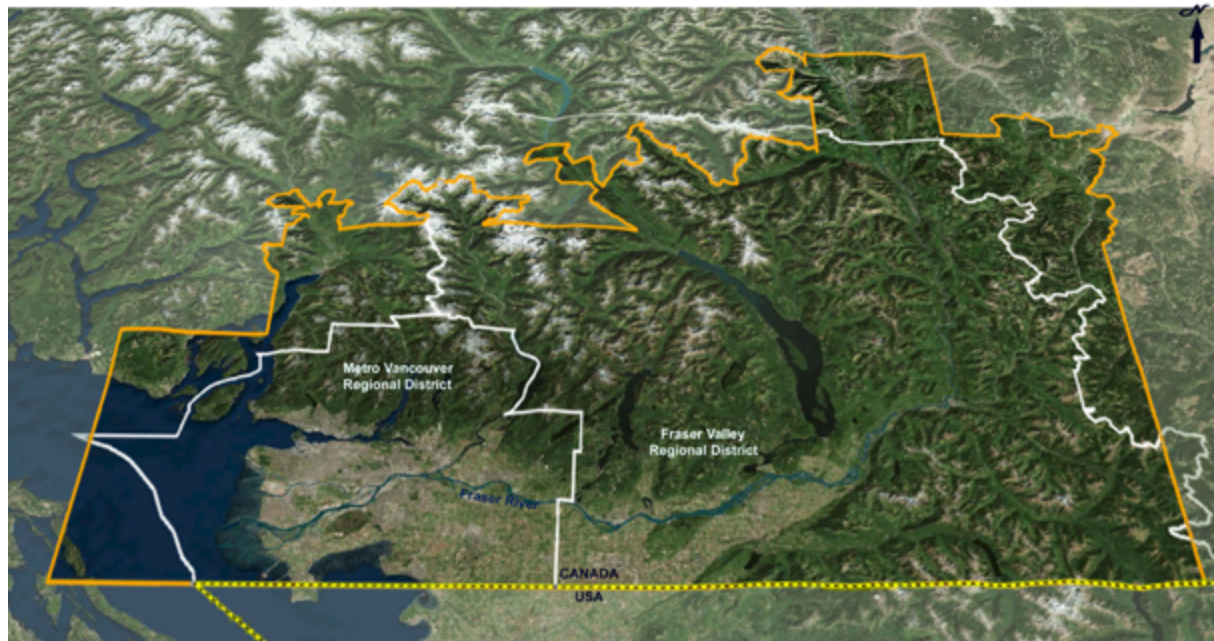 N
Metro Vancouver
Regional District
Fraser Valley
Regional District
Fraser River
CANADA
USA